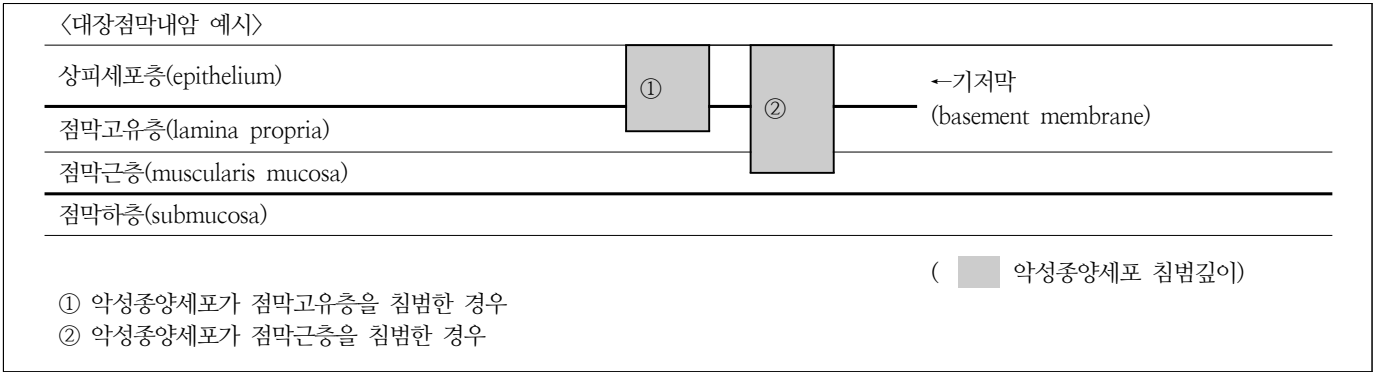 〈대장점막내암 예시〉
상피세포층(epithelium)
①
②
←기저막
(basement membrane)
점막고유층(lamina propria)
점막근층(muscularis mucosa)
점막하층(submucosa)
( 악성종양세포 침범깊이)
① 악성종양세포가 점막고유층을 침범한 경우
② 악성종양세포가 점막근층을 침범한 경우